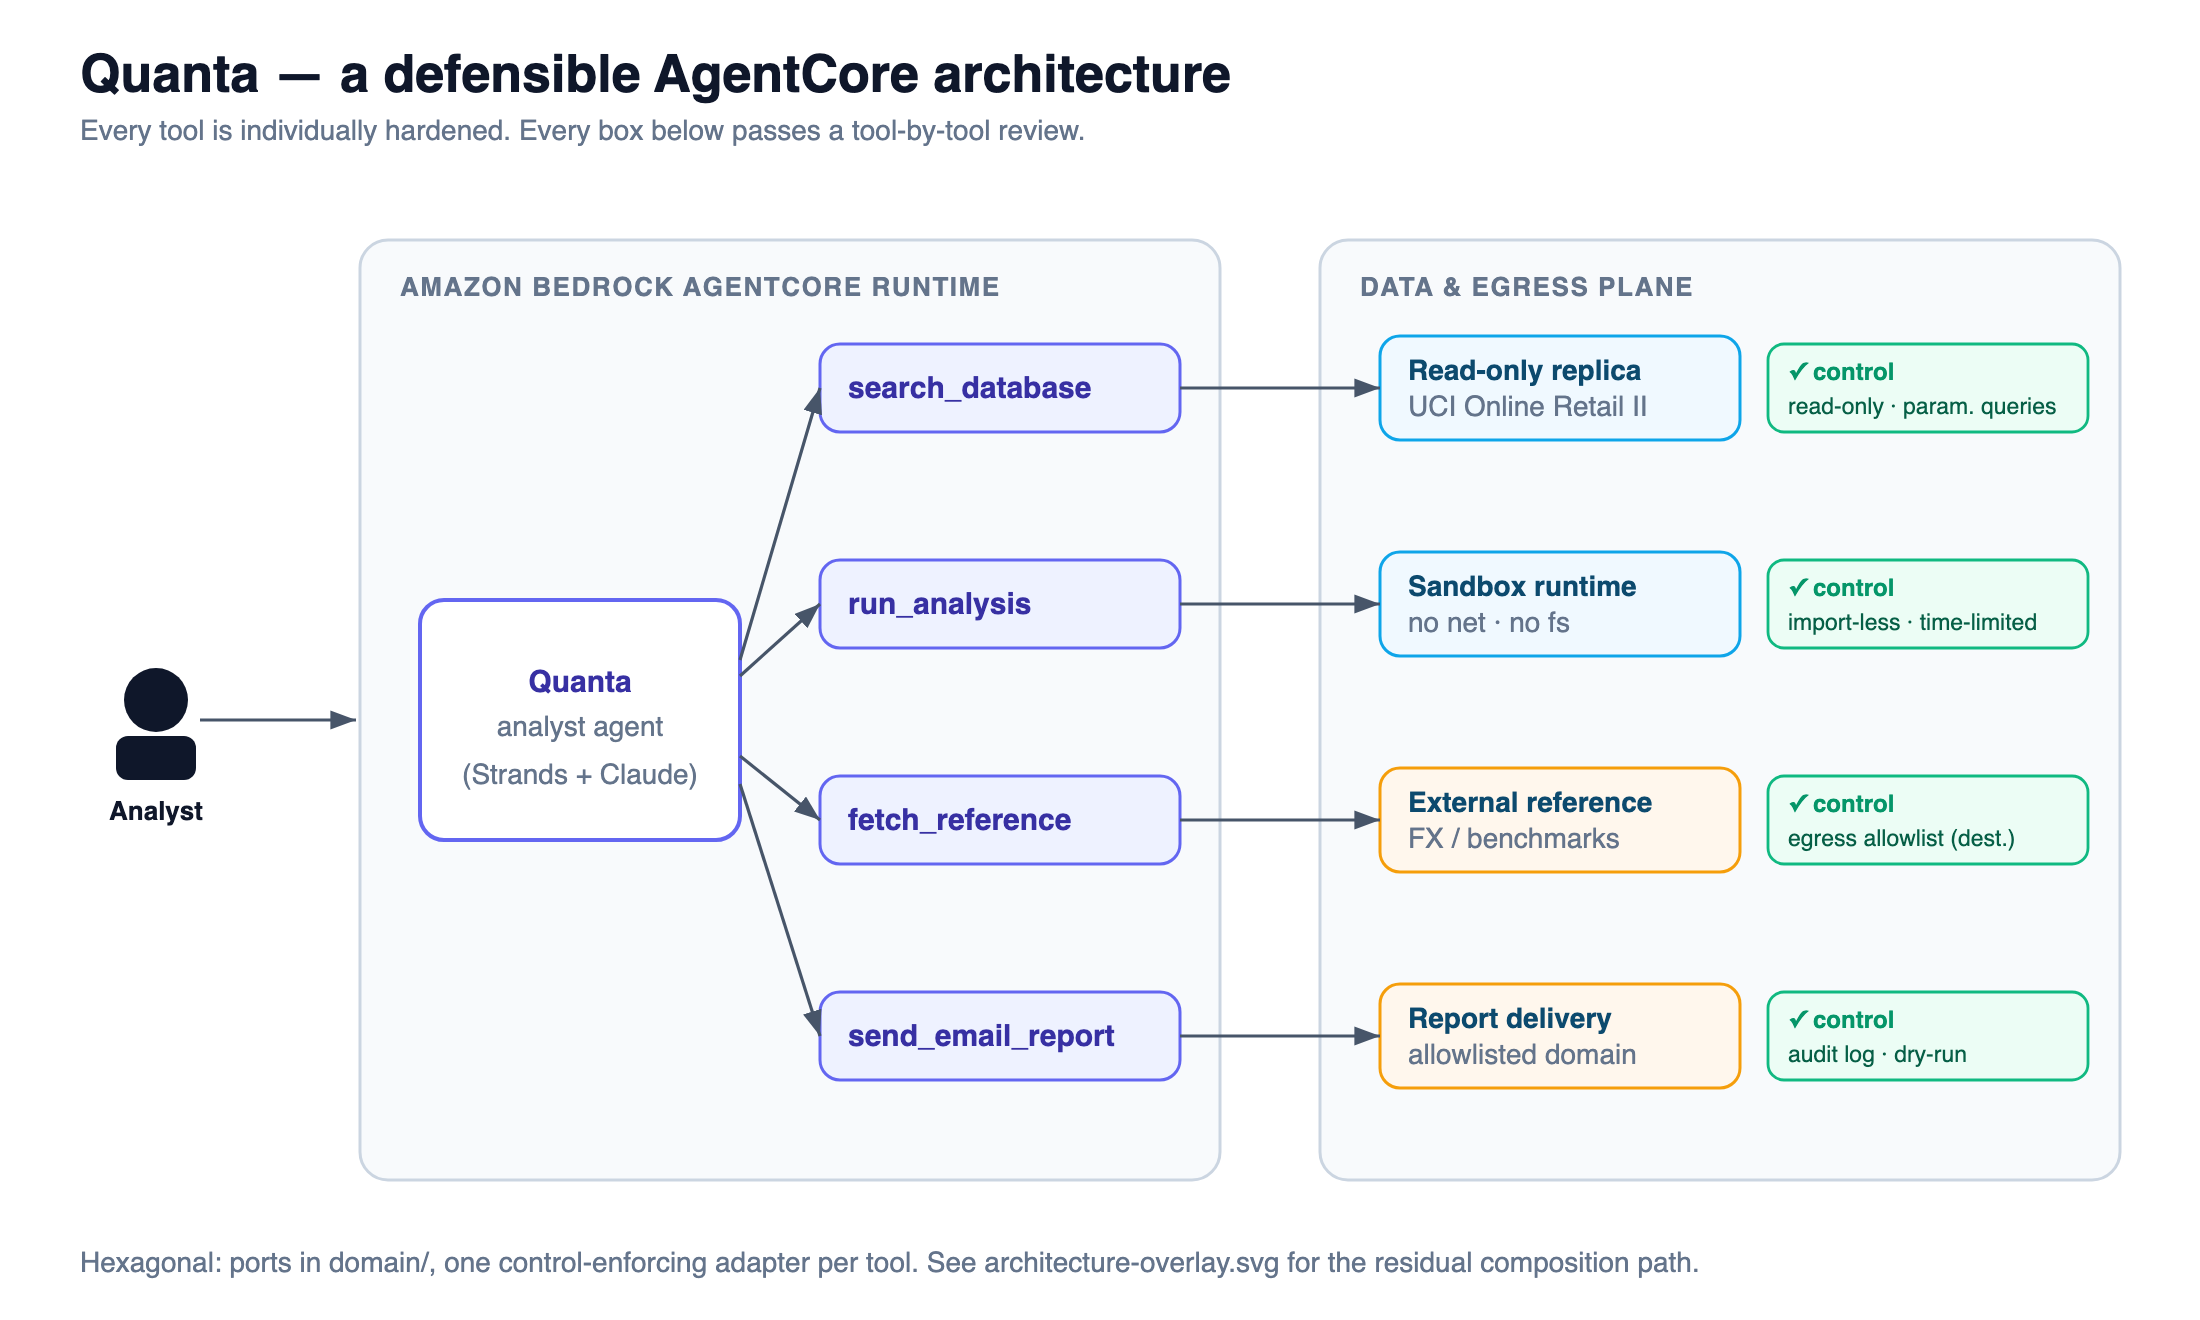 Quanta — a defensible AgentCore architecture
Every tool is individually hardened. Every box below passes a tool-by-tool review.
AMAZON BEDROCK AGENTCORE RUNTIME
DATA & EGRESS PLANE
search_database
Read-only replica
UCI Online Retail II
✓ control
read-only · param. queries
run_analysis
Sandbox runtime
no net · no fs
✓ control
import-less · time-limited
Quanta
analyst agent
(Strands + Claude)
Analyst
fetch_reference
External reference
FX / benchmarks
✓ control
egress allowlist (dest.)
send_email_report
Report delivery
allowlisted domain
✓ control
audit log · dry-run
Hexagonal: ports in domain/, one control-enforcing adapter per tool. See architecture-overlay.svg for the residual composition path.